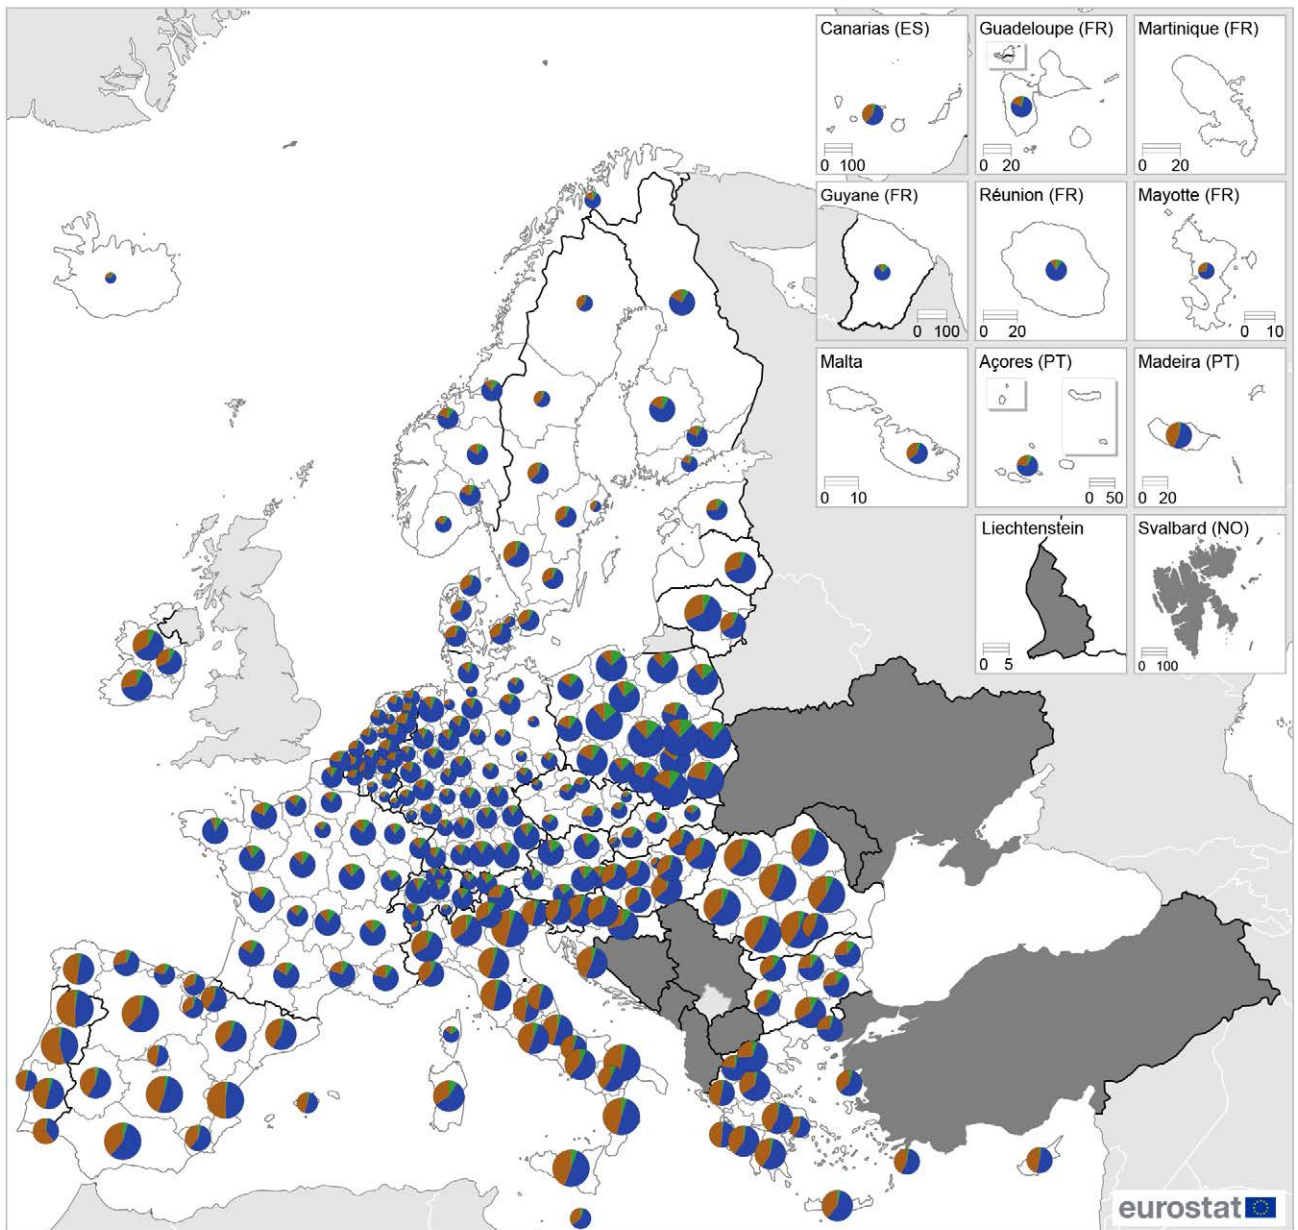 Canarias (ES)
0 100
Guadeloupe (FR)
0 20
Martinique (FR)
0 20
Guyane (FR)
0 100
Réunion (FR)
0 20
Mayotte (FR)
0 10
Malta
0 10
Açores (PT)
0 50
Madeira (PT)
0 20
Liechtenstein
0 5
Svalbard (NO)
0 100
eurostat